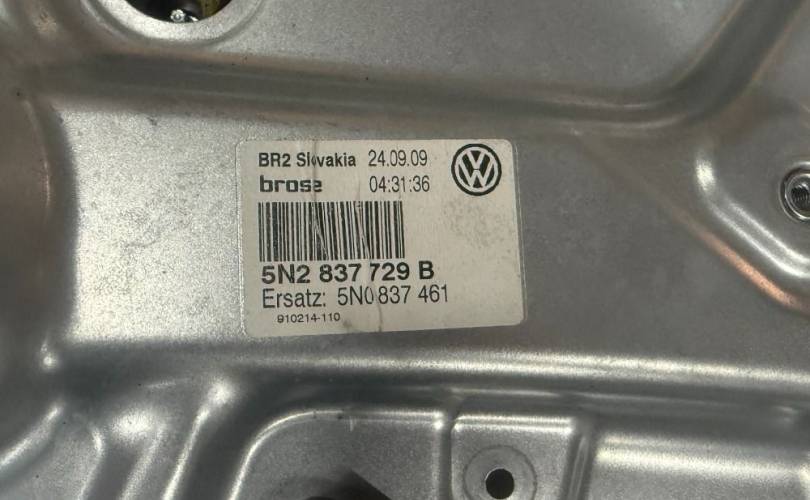 BR2 Slovakia 24.09.09
brose 04:31:36
5N2 837 729 B
Ersatz: 5N0 837 461
910214-110